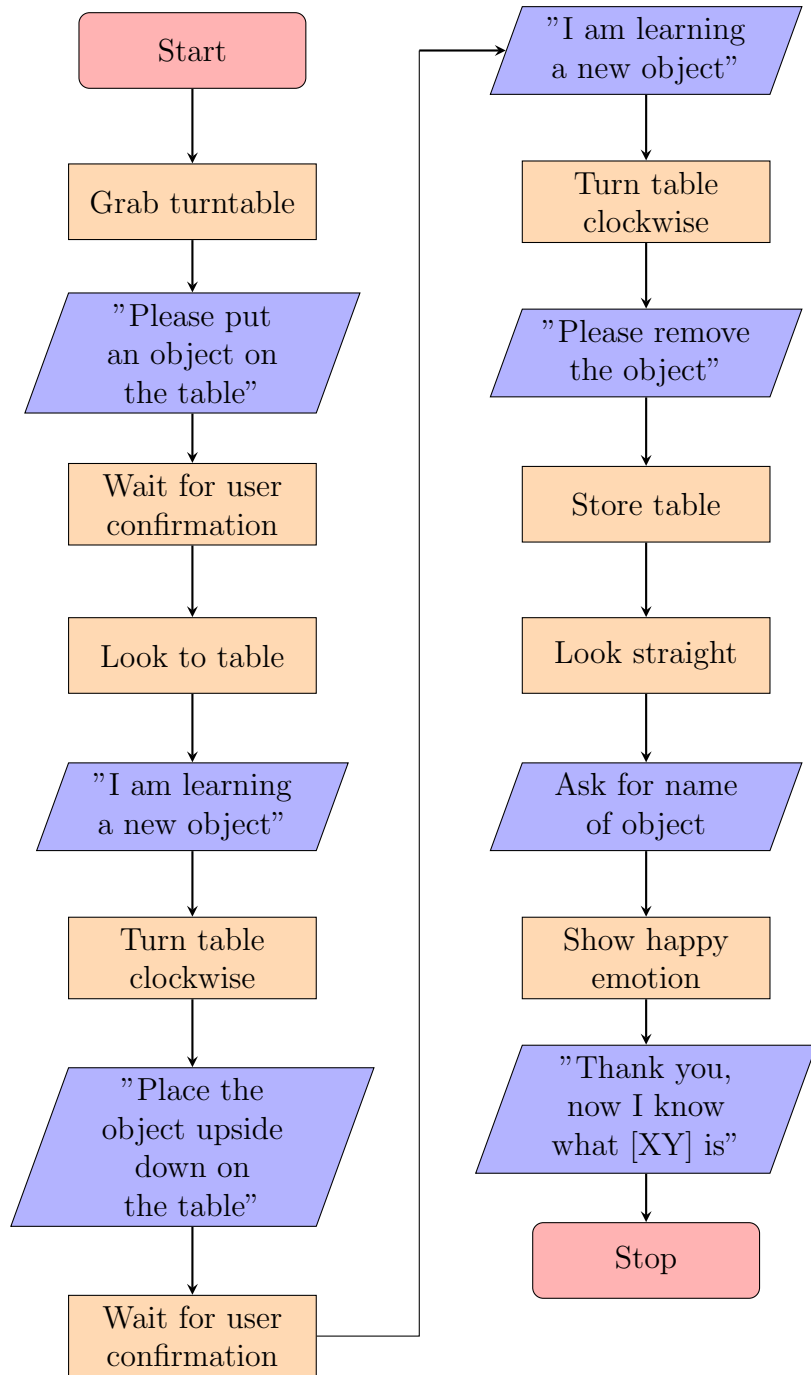 Start
Grab turntable
”Please put
an object on
the table”
Wait for user
confirmation
Look to table
”I am learning
a new object”
Turn table
clockwise
”Place the
object upside
down on
the table”
Wait for user
confirmation
”I am learning
a new object”
Turn table
clockwise
”Please remove
the object”
Store table
Look straight
Ask for name
of object
Show happy
emotion
”Thank you,
now I know
what [XY] is”
Stop